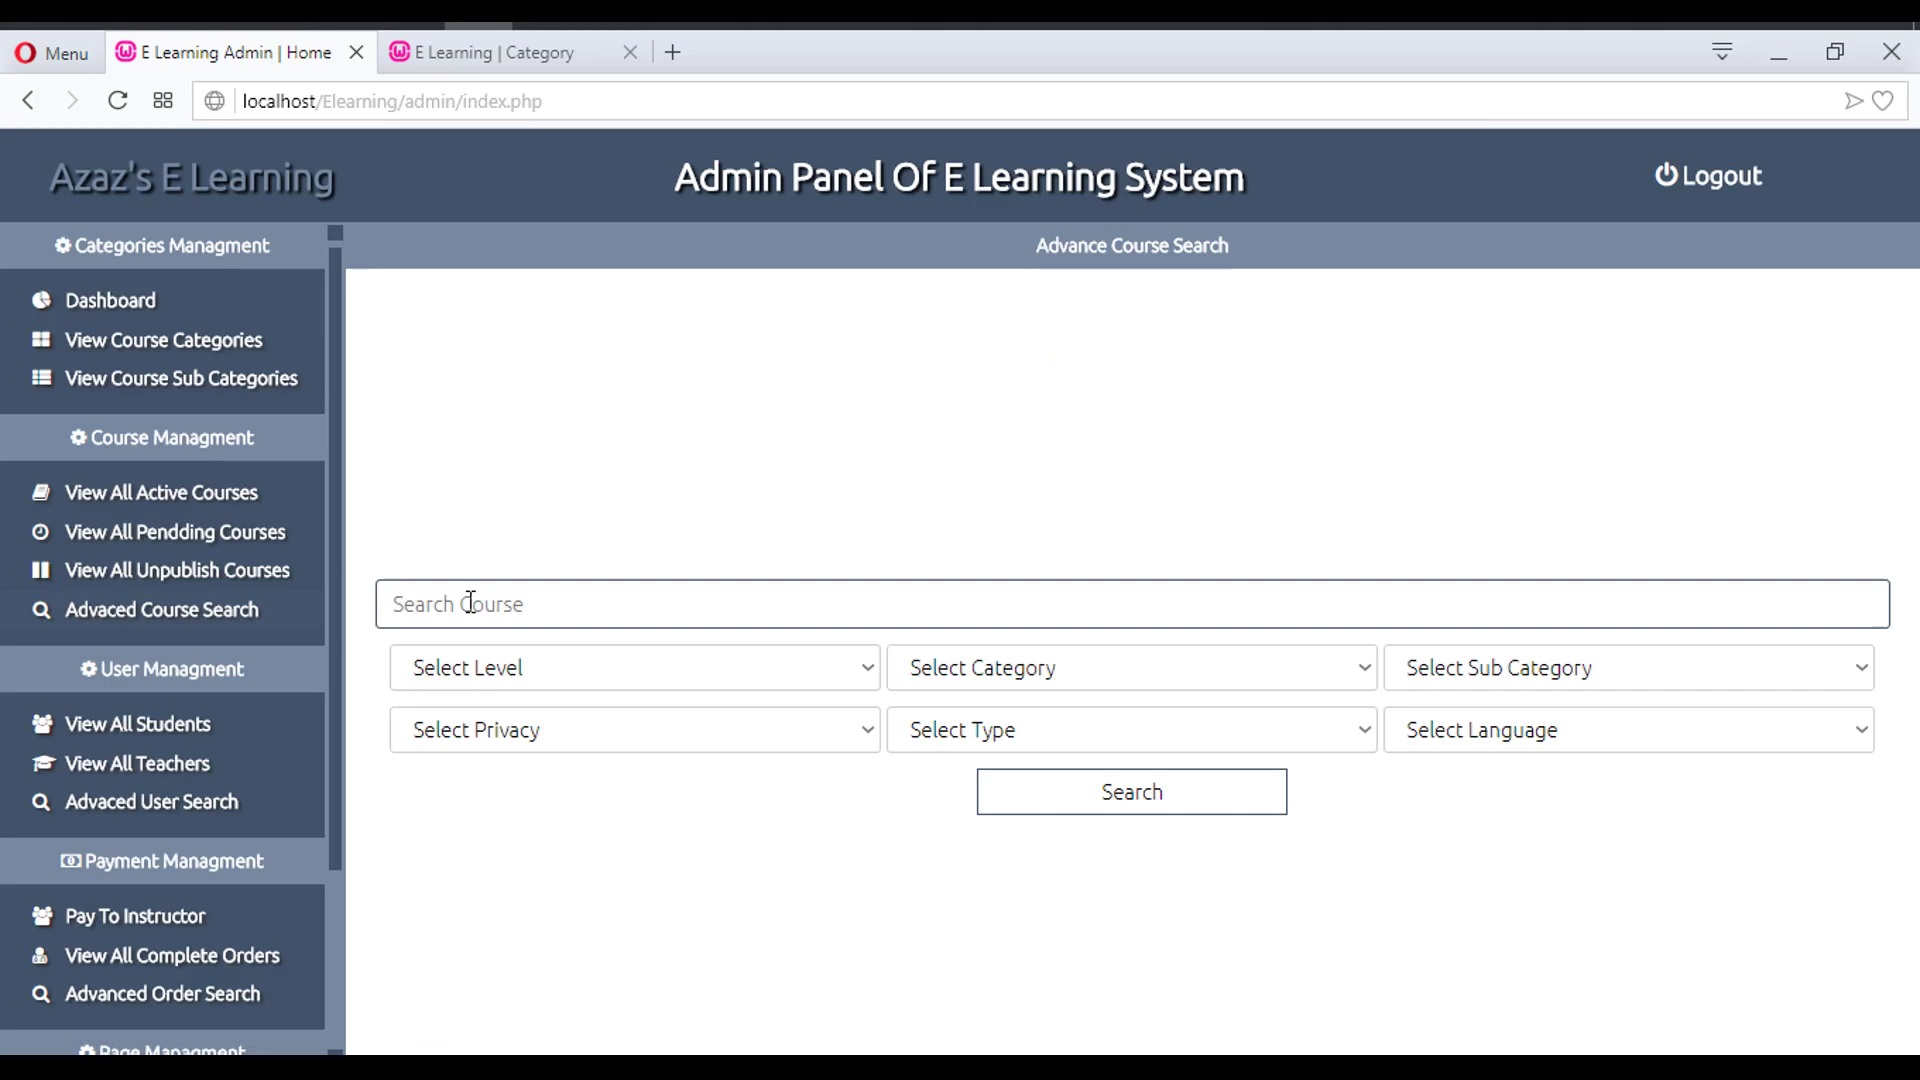 Menu
E Learning Admin | Home
E Learning | Category
localhost/Elearning/admin/index.php
Azaz's E Learning
Admin Panel Of E Learning System
Logout
Categories Managment
Advance Course Search
Dashboard
View Course Categories
View Course Sub Categories
Course Managment
View All Active Courses
View All Pendding Courses
View All Unpublish Courses
Advaced Course Search
Search Course
User Managment
Select Level
Select Category
Select Sub Category
View All Students
Select Privacy
Select Type
Select Language
View All Teachers
Advaced User Search
Search
Payment Managment
Pay To Instructor
View All Complete Orders
Advanced Order Search
Page Managment